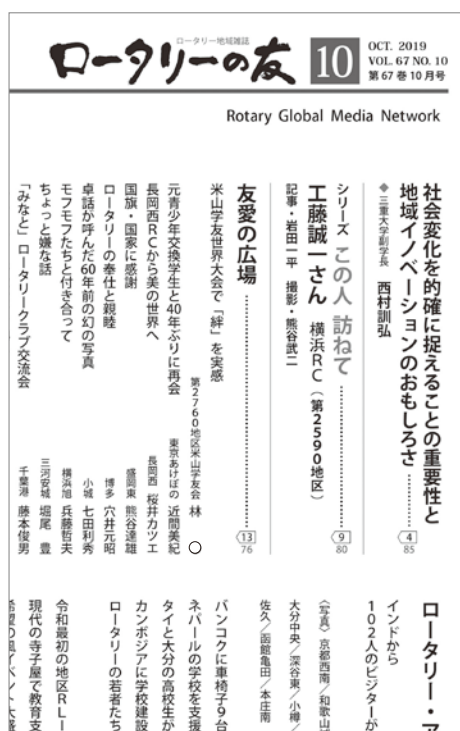 ロータリー地域雑誌
ロータリーの友
10
OCT. 2019
VOL. 67 NO. 10
第67巻10月号
Rotary Global Media Network
社会変化を的確に捉えることの重要性と
地域イノベーションのおもしろさ
4
85
◆三重大学副学長 西村訓弘
シリーズ この人 訪ねて
9
80
工藤誠一さん 横浜RC(第2590地区)
記事・岩田一平 撮影・熊谷武二
友愛の広場
13
76
米山学友世界大会で「絆」を実感
第2760地区米山学友会 林
元青少年交換学生と40年ぶりに再会 東京あけぼの 近間美紀
長岡西RCから美の世界へ 長岡西 桜井カツエ
国旗・国家に感謝 盛岡東 熊谷達雄
ロータリーの奉仕と親睦 博多 穴井元昭
卓話が呼んだ60年前の幻の写真 小城 七田利秀
モフモフたちと付き合って 横浜旭 兵藤哲夫
ちょっと嫌な話 三河安城 堀尾 豊
「みなと」ロータリークラブ交流会 千葉港 藤本俊男
ロータリー・ア
インドから
102人のビジターが
〈写真〉京都西南/和歌山
大分中央/深谷東/小樽/
佐久/函館亀田/本庄南
バンコクに車椅子9台
ネパールの学校を支援
タイと大分の高校生が
カンボジアに学校建設
ロータリーの若者たち
令和最初の地区RLI
現代の寺子屋で教育支